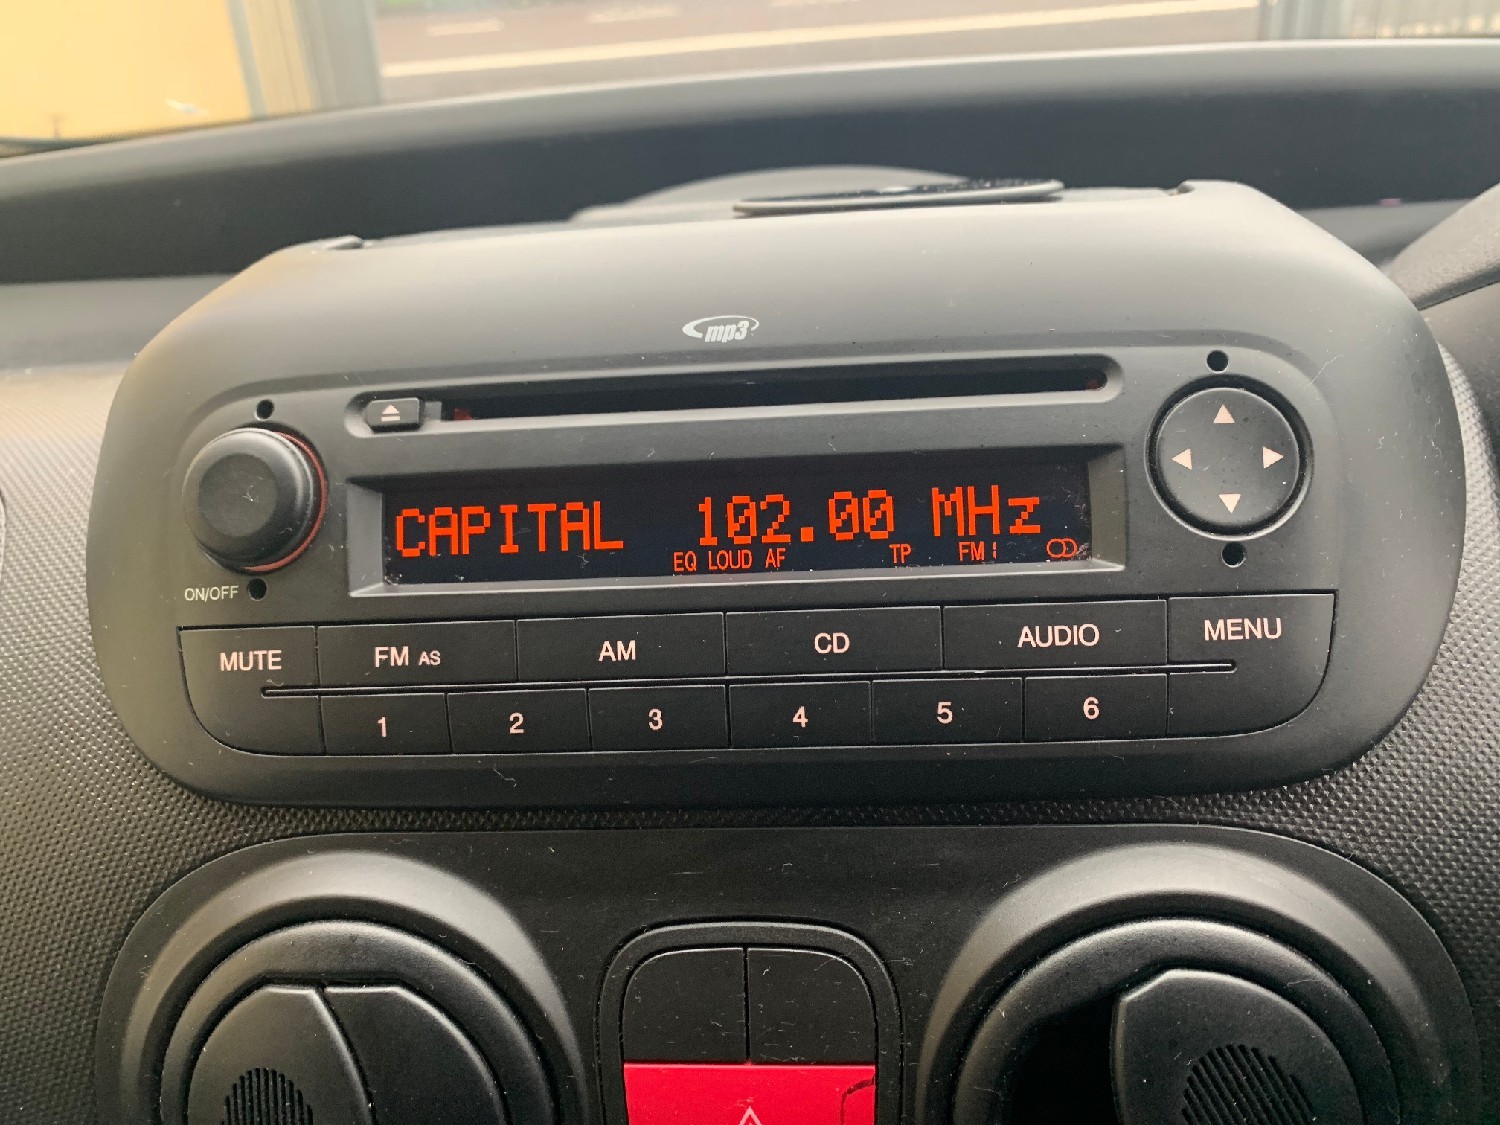 mp3
CAPITAL 102.00 MHz
EQ LOUD AF TP FM1
ON/OFF
MUTE FM AS AM CD AUDIO MENU
1 2 3 4 5 6